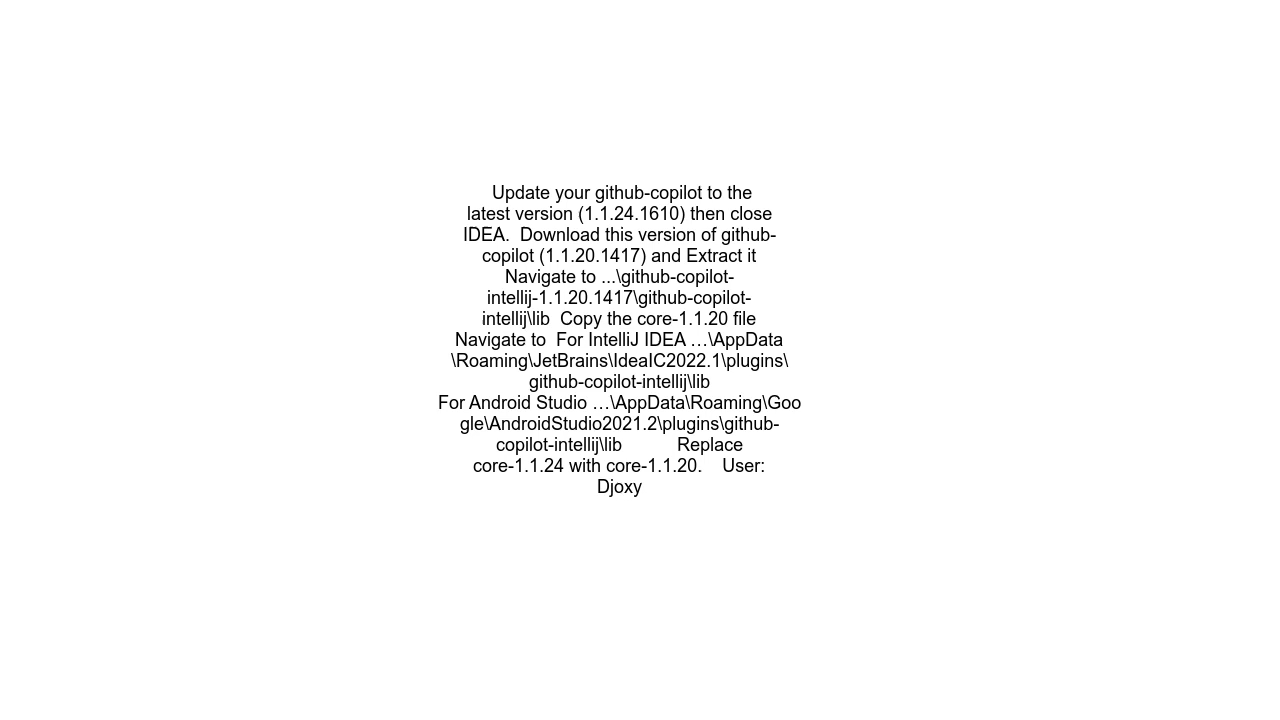 Update your github-copilot to the
latest version (1.1.24.1610) then close
IDEA.  Download this version of github-
copilot (1.1.20.1417) and Extract it
Navigate to ...\github-copilot-
intellij-1.1.20.1417\github-copilot-
intellij\lib  Copy the core-1.1.20 file
Navigate to  For IntelliJ IDEA …\AppData
\Roaming\JetBrains\IdeaIC2022.1\plugins\
github-copilot-intellij\lib
For Android Studio …\AppData\Roaming\Goo
gle\AndroidStudio2021.2\plugins\github-
copilot-intellij\lib           Replace
core-1.1.24 with core-1.1.20.    User:
Djoxy